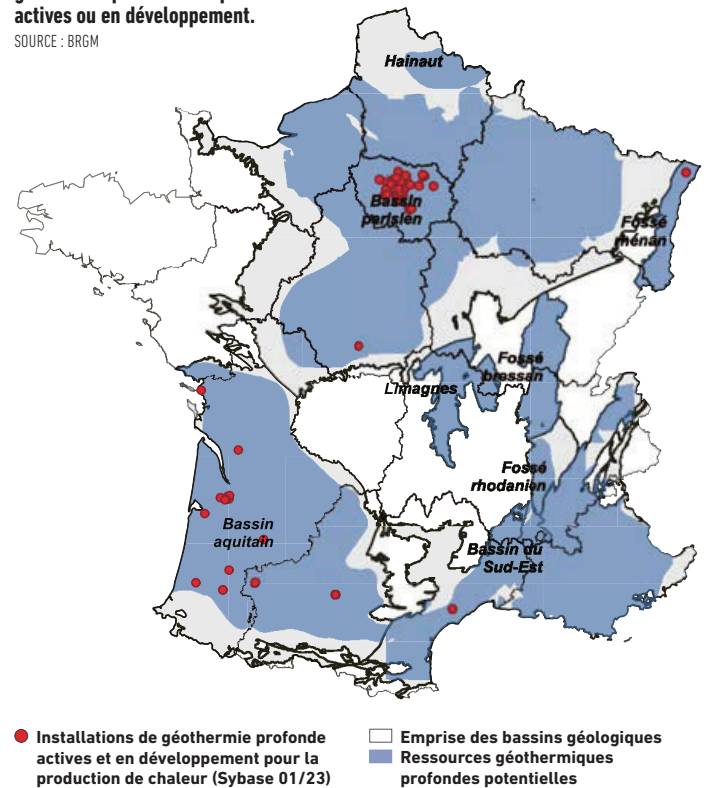 actives ou en développement.
SOURCE : BRGM
Hainaut
Bassin
parisien
Fossé
rhénan
Fossé
bressan
Limagnes
Fossé
rhodanien
Bassin
aquitain
Bassin du
Sud-Est
Installations de géothermie profonde
actives et en développement pour la
production de chaleur (Sybase 01/23)
Emprise des bassins géologiques
Ressources géothermiques
profondes potentielles